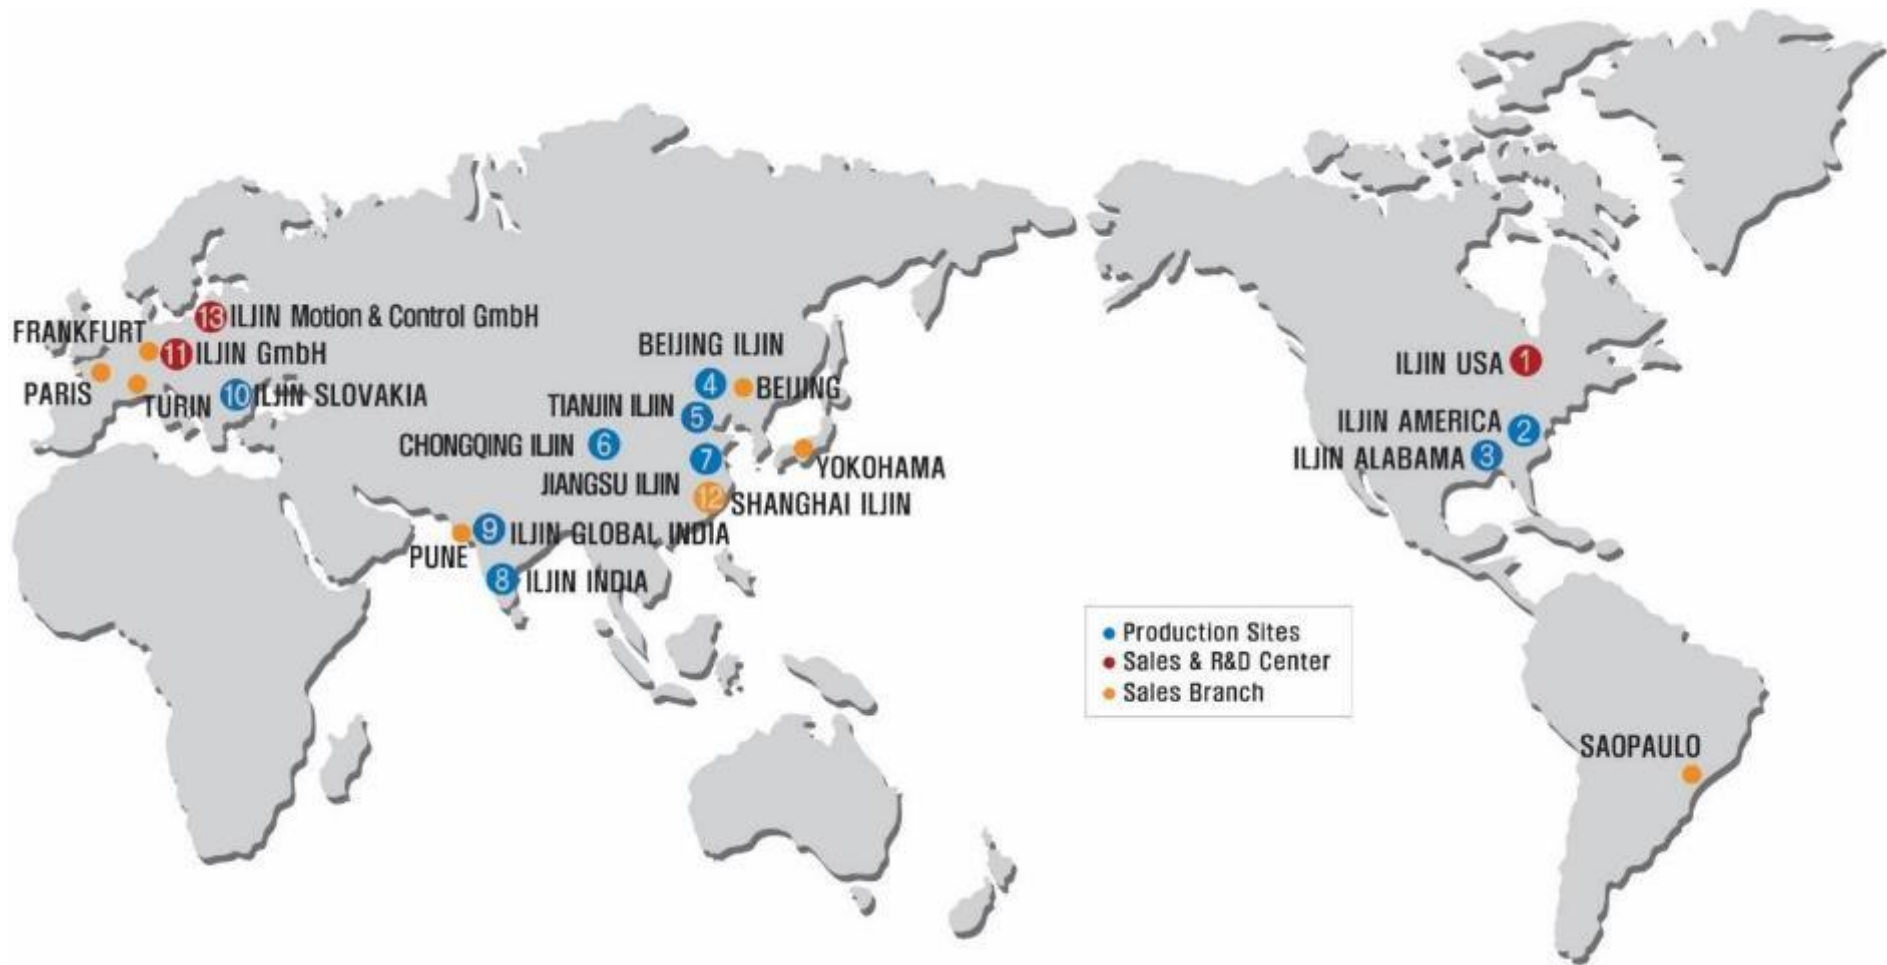 13 ILJIN Motion & Control GmbH
FRANKFURT
11 ILJIN GmbH
PARIS
TURIN
10 ILJIN SLOVAKIA
BEIJING ILJIN
4
BEIJING
TIANJIN ILJIN 5
CHONGQING ILJIN 6
7
YOKOHAMA
JIANGSU ILJIN
12 SHANGHAI ILJIN
9 ILJIN GLOBAL INDIA
PUNE
8 ILJIN INDIA
ILJIN USA 1
ILJIN AMERICA 2
ILJIN ALABAMA 3
Production Sites
Sales & R&D Center
Sales Branch
SAOPAULO